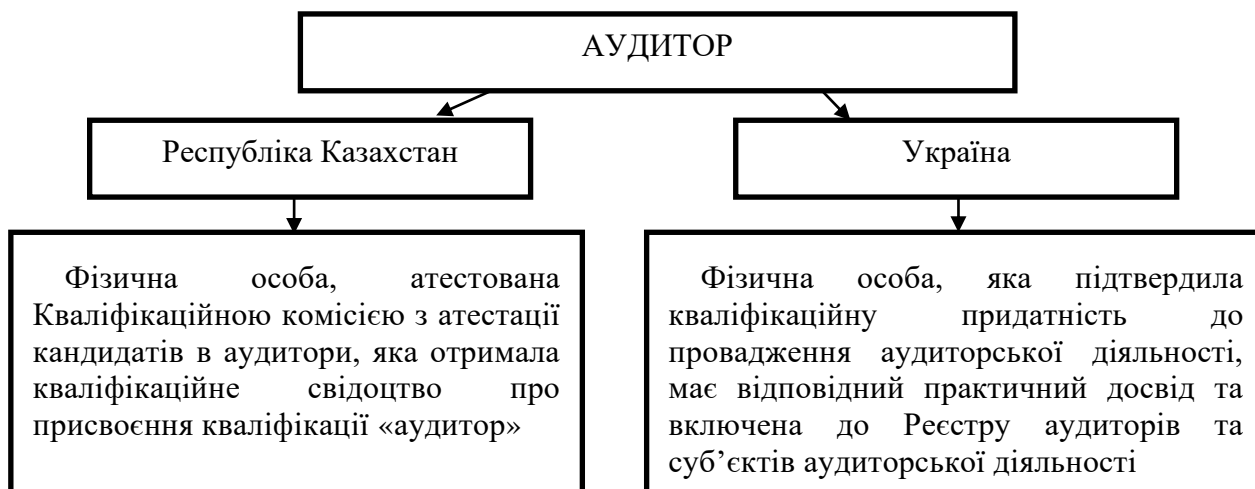 АУДИТОР
Республіка Казахстан
Україна
Фізична особа, атестована
Кваліфікаційною комісією з атестації
кандидатів в аудитори, яка отримала
кваліфікаційне свідоцтво про
присвоєння кваліфікації «аудитор»
Фізична особа, яка підтвердила
кваліфікаційну придатність до
провадження аудиторської діяльності,
має відповідний практичний досвід та
включена до Реєстру аудиторів та
суб’єктів аудиторської діяльності